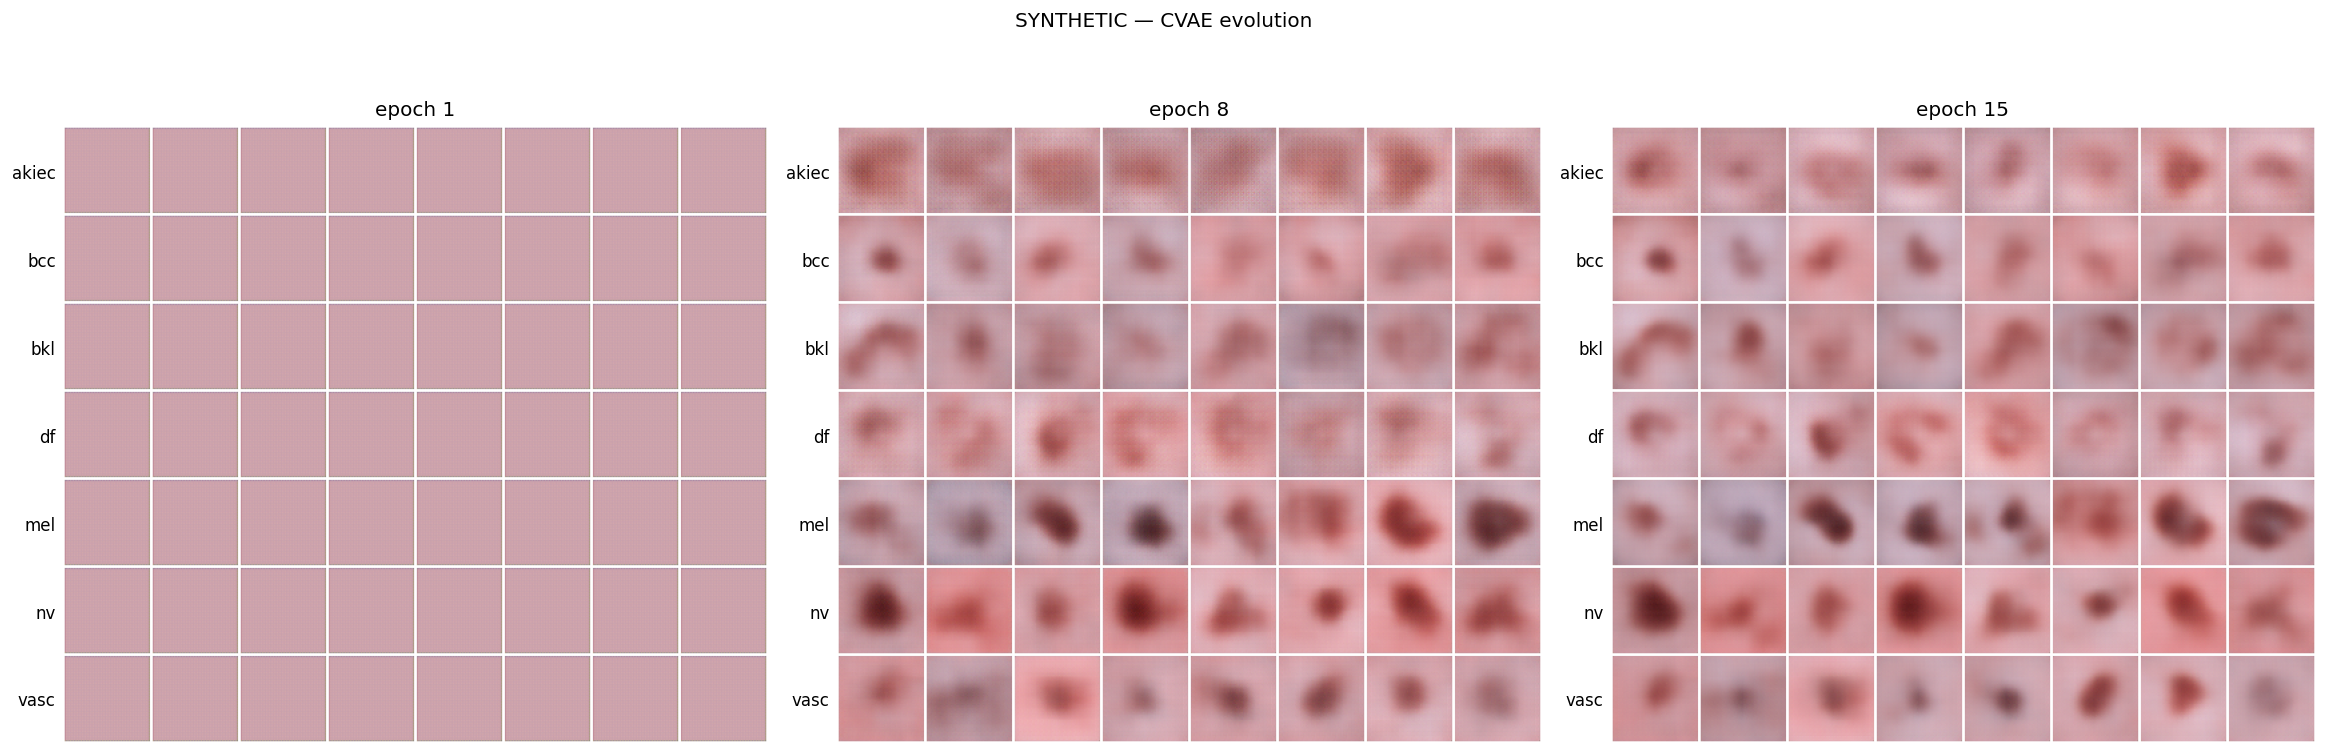 SYNTHETIC — CVAE evolution
epoch 1
akiec
bcc
bkl
df
mel
nv
vasc
epoch 8
akiec
bcc
bkl
df
mel
nv
vasc
epoch 15
akiec
bcc
bkl
df
mel
nv
vasc